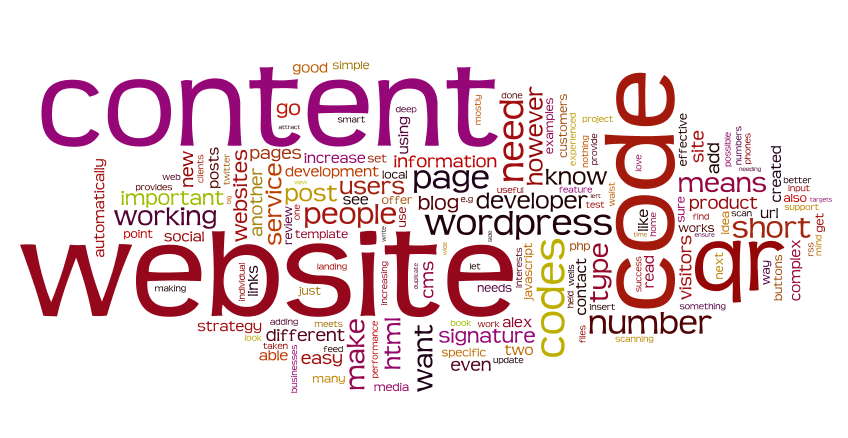 content
website
code
qr
good
simple
go
attract
smart
deep
using
mostly
done
need
however
examples
customers
experienced
project
nothing
provide
love
effective
site
add
possible
numbers
phones
needing
automatically
web
provides
new
clients
posts
twitter
pages
increase
set
information
development
local
page
know
useful
feature
left
test
waist
means
created
better
input
also
targets
support
important
big
websites
another
service
view
post
users
see
offer
blog
e.g
developer
product
sure
find
idea
scan
url
short
working
point
social
review
one
people
template
use
write
wordpress
like
home
time
works
ensure
get
mind
rss
individual
links
making
landing
just
increasing
duplicate
cms
wide
let
side
needs
interests
javascript
codes
php
held
wells
contact
type
insert
files
success
read
visitors
next
something
way
buttons
complex
number
scanning
strategy
adding
look
taken
able
different
meets
feed
businesses
easy
many
make
performance
media
html
want
book
work
alex
signature
specific
two
even
update